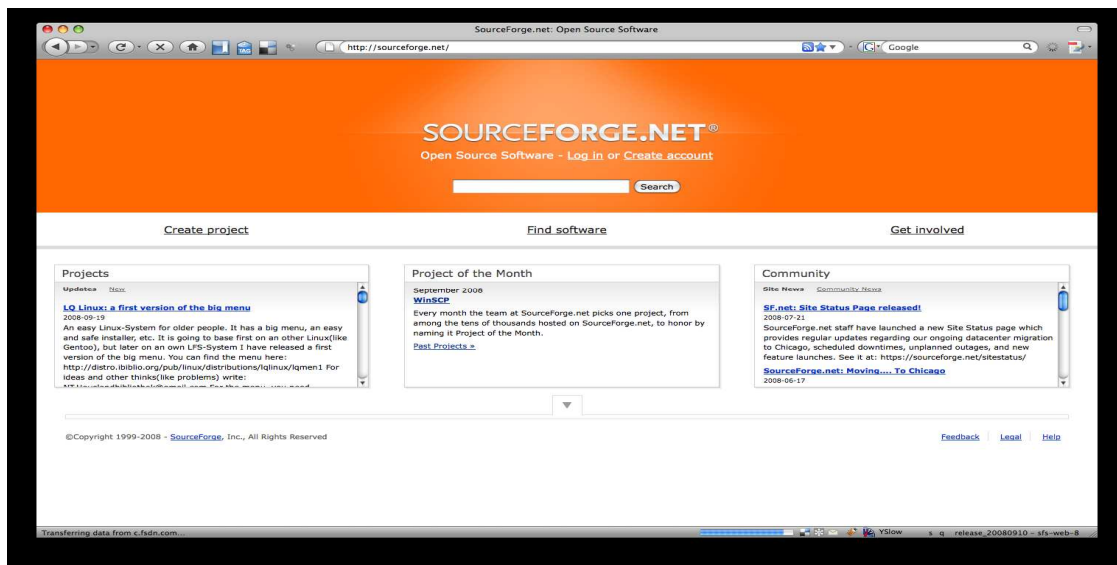 SourceForge.net: Open Source Software
TAG
http://sourceforge.net/
Google
SOURCEFORGE.NET®
Open Source Software - Log in or Create account
Search
Create project
Find software
Get involved
Projects
Updates New
LQ Linux: a first version of the big menu
2008-09-19
An easy Linux-System for older people. It has a big menu, an easy
and safe installer, etc. It is going to base first on an other Linux(like
Gentoo), but later on an own LFS-System I have released a first
version of the big menu. You can find the menu here:
http://distro.ibiblio.org/pub/linux/distributions/lqlinux/lqmen1 For
ideas and other thinks(like problems) write:
Project of the Month
September 2008
WinSCP
Every month the team at SourceForge.net picks one project, from
among the tens of thousands hosted on SourceForge.net, to honor by
naming it Project of the Month.
Past Projects »
Community
Site News Community News
SF.net: Site Status Page released!
2008-07-21
SourceForge.net staff have launched a new Site Status page which
provides regular updates regarding our ongoing datacenter migration
to Chicago, scheduled downtimes, unplanned outages, and new
feature launches. See it at: https://sourceforge.net/sitestatus/
SourceForge.net: Moving.... To Chicago
2008-06-17
©Copyright 1999-2008 - SourceForge, Inc., All Rights Reserved
Feedback Legal Help
Transferring data from c.fsdn.com...
YSlow s q release_20080910 - sfs-web-8